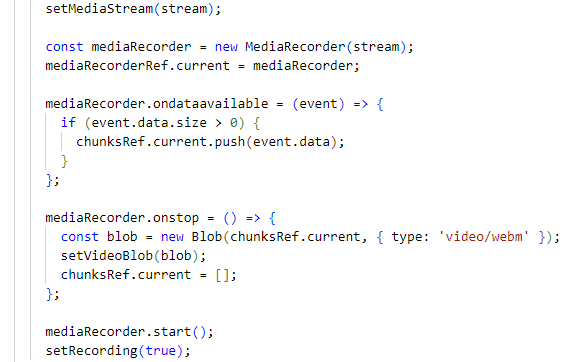 setMediaStream(stream);
const mediaRecorder = new MediaRecorder(stream);
mediaRecorderRef.current = mediaRecorder;
mediaRecorder.ondataavailable = (event) => {
if (event.data.size > 0) {
chunksRef.current.push(event.data);
}
};
mediaRecorder.onstop = () => {
const blob = new Blob(chunksRef.current, { type: 'video/webm' });
setVideoBlob(blob);
chunksRef.current = [];
};
mediaRecorder.start();
setRecording(true);